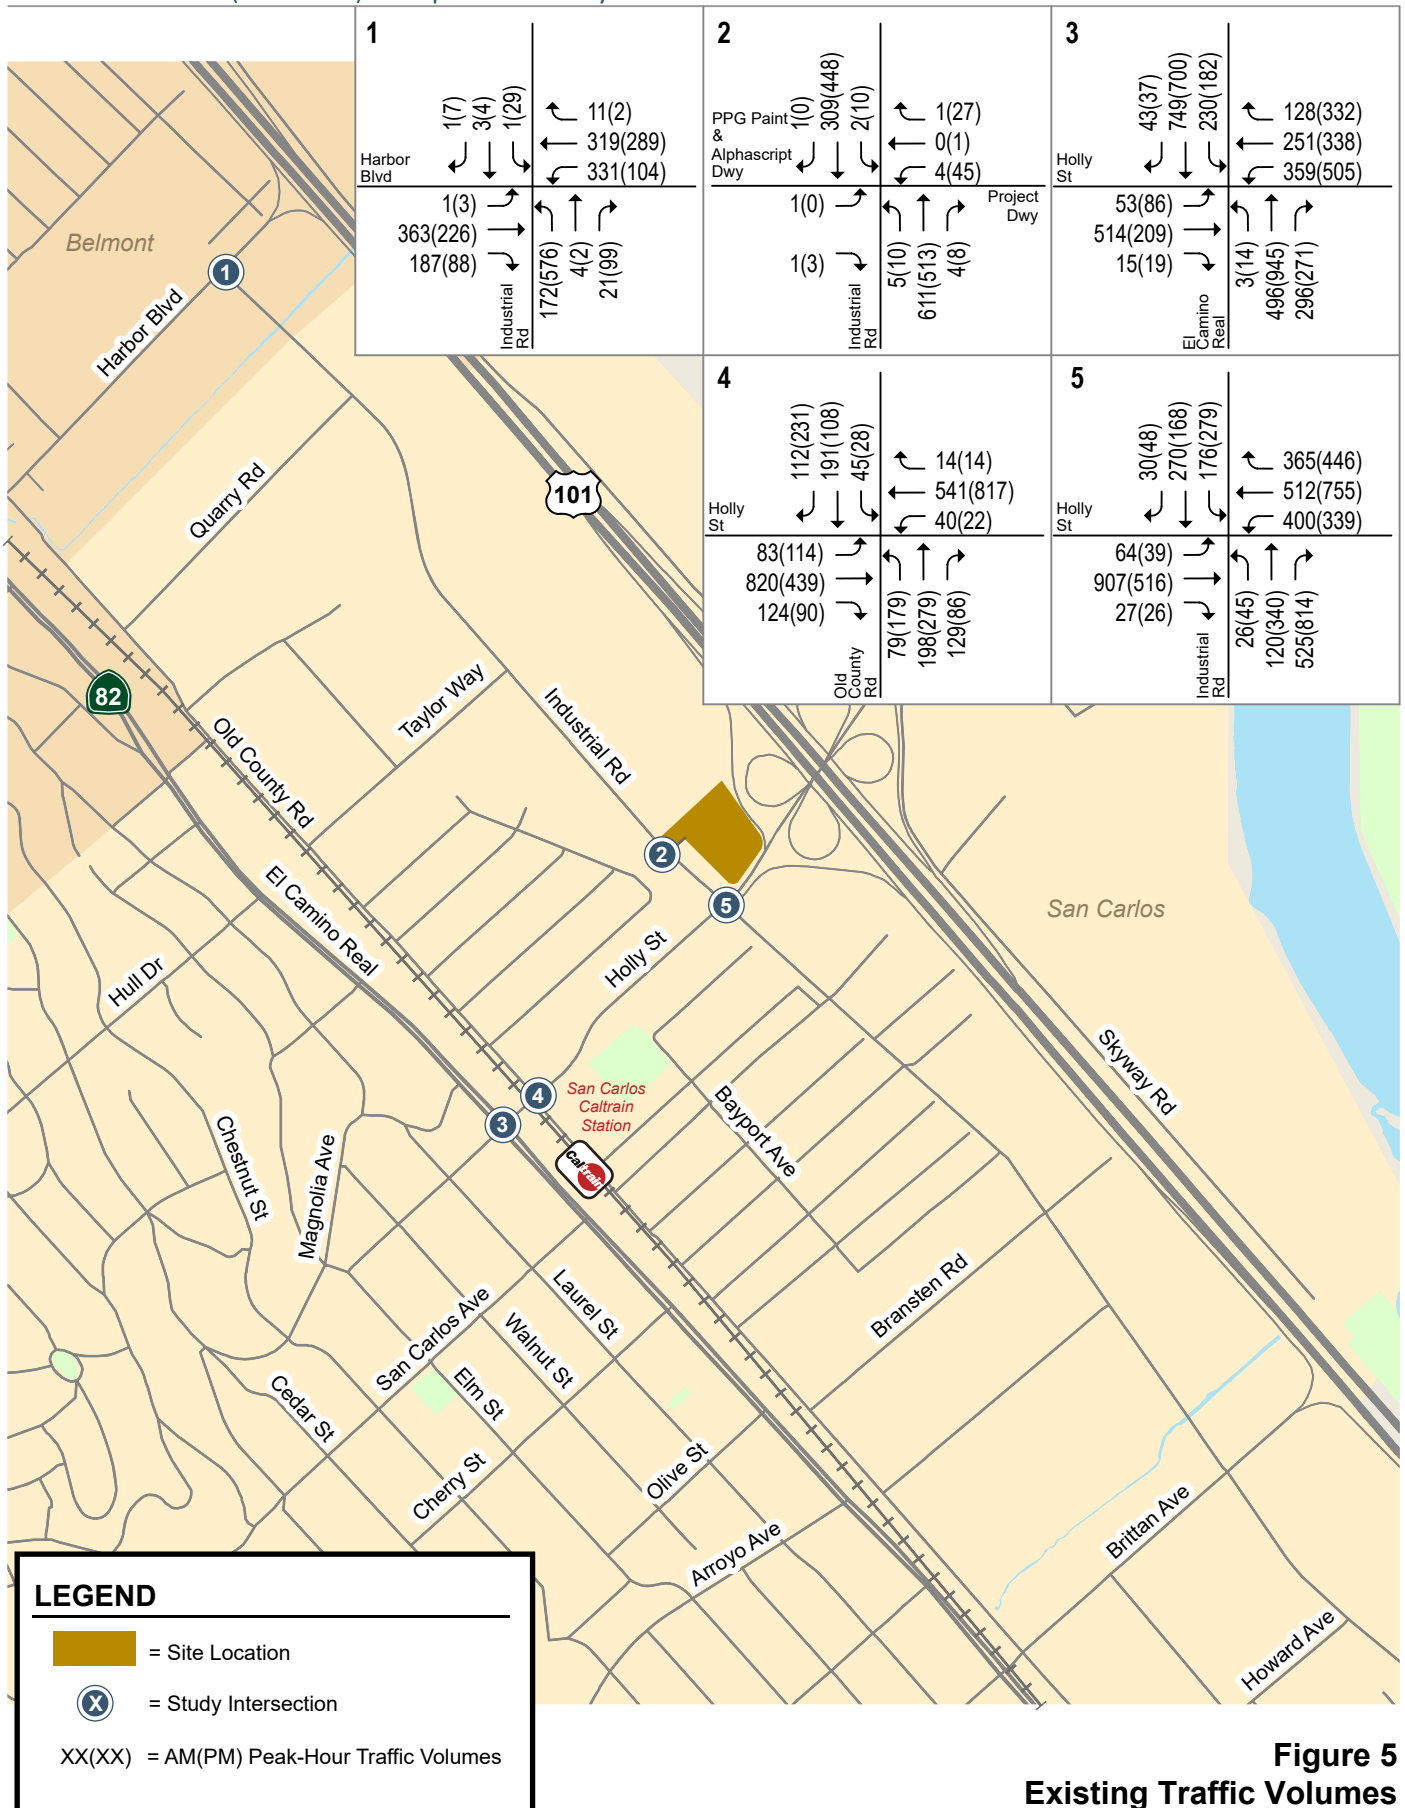 1
1(7)
3(4)
1(29)
11(2)
319(289)
331(104)
Harbor
Blvd
1(3)
363(226)
187(88)
Industrial
Rd
172(576)
4(2)
21(99)
2
1(0)
309(448)
2(10)
1(27)
0(1)
4(45)
PPG Paint
&
Alphascript
Dwy
Project
Dwy
1(0)
1(3)
Industrial
Rd
5(10)
611(513)
4(8)
3
43(37)
749(700)
230(182)
128(332)
251(338)
359(505)
Holly
St
53(86)
514(209)
15(19)
El
Camino
Real
3(14)
496(945)
296(271)
4
112(231)
191(108)
45(28)
14(14)
541(817)
40(22)
Holly
St
83(114)
820(439)
124(90)
Old
County
Rd
79(179)
198(279)
129(86)
5
30(48)
270(168)
176(279)
365(446)
512(755)
400(339)
Holly
St
64(39)
907(516)
27(26)
Industrial
Rd
26(45)
120(340)
525(814)
Belmont
1
Harbor Blvd
Quarry Rd
101
82
Taylor Way
Industrial Rd
Old County Rd
2
5
El Camino Real
San Carlos
Holly St
Hull Dr
Skyway Rd
4
3
San Carlos
Caltrain
Station
Caltrain
Bayport Ave
Chestnut St
Magnolia Ave
Bransten Rd
Laurel St
San Carlos Ave
Walnut St
Elm St
Cedar St
Cherry St
Olive St
Arroyo Ave
Brittan Ave
Howard Ave
LEGEND
= Site Location
X = Study Intersection
XX(XX) = AM(PM) Peak-Hour Traffic Volumes
Figure 5
Existing Traffic Volumes